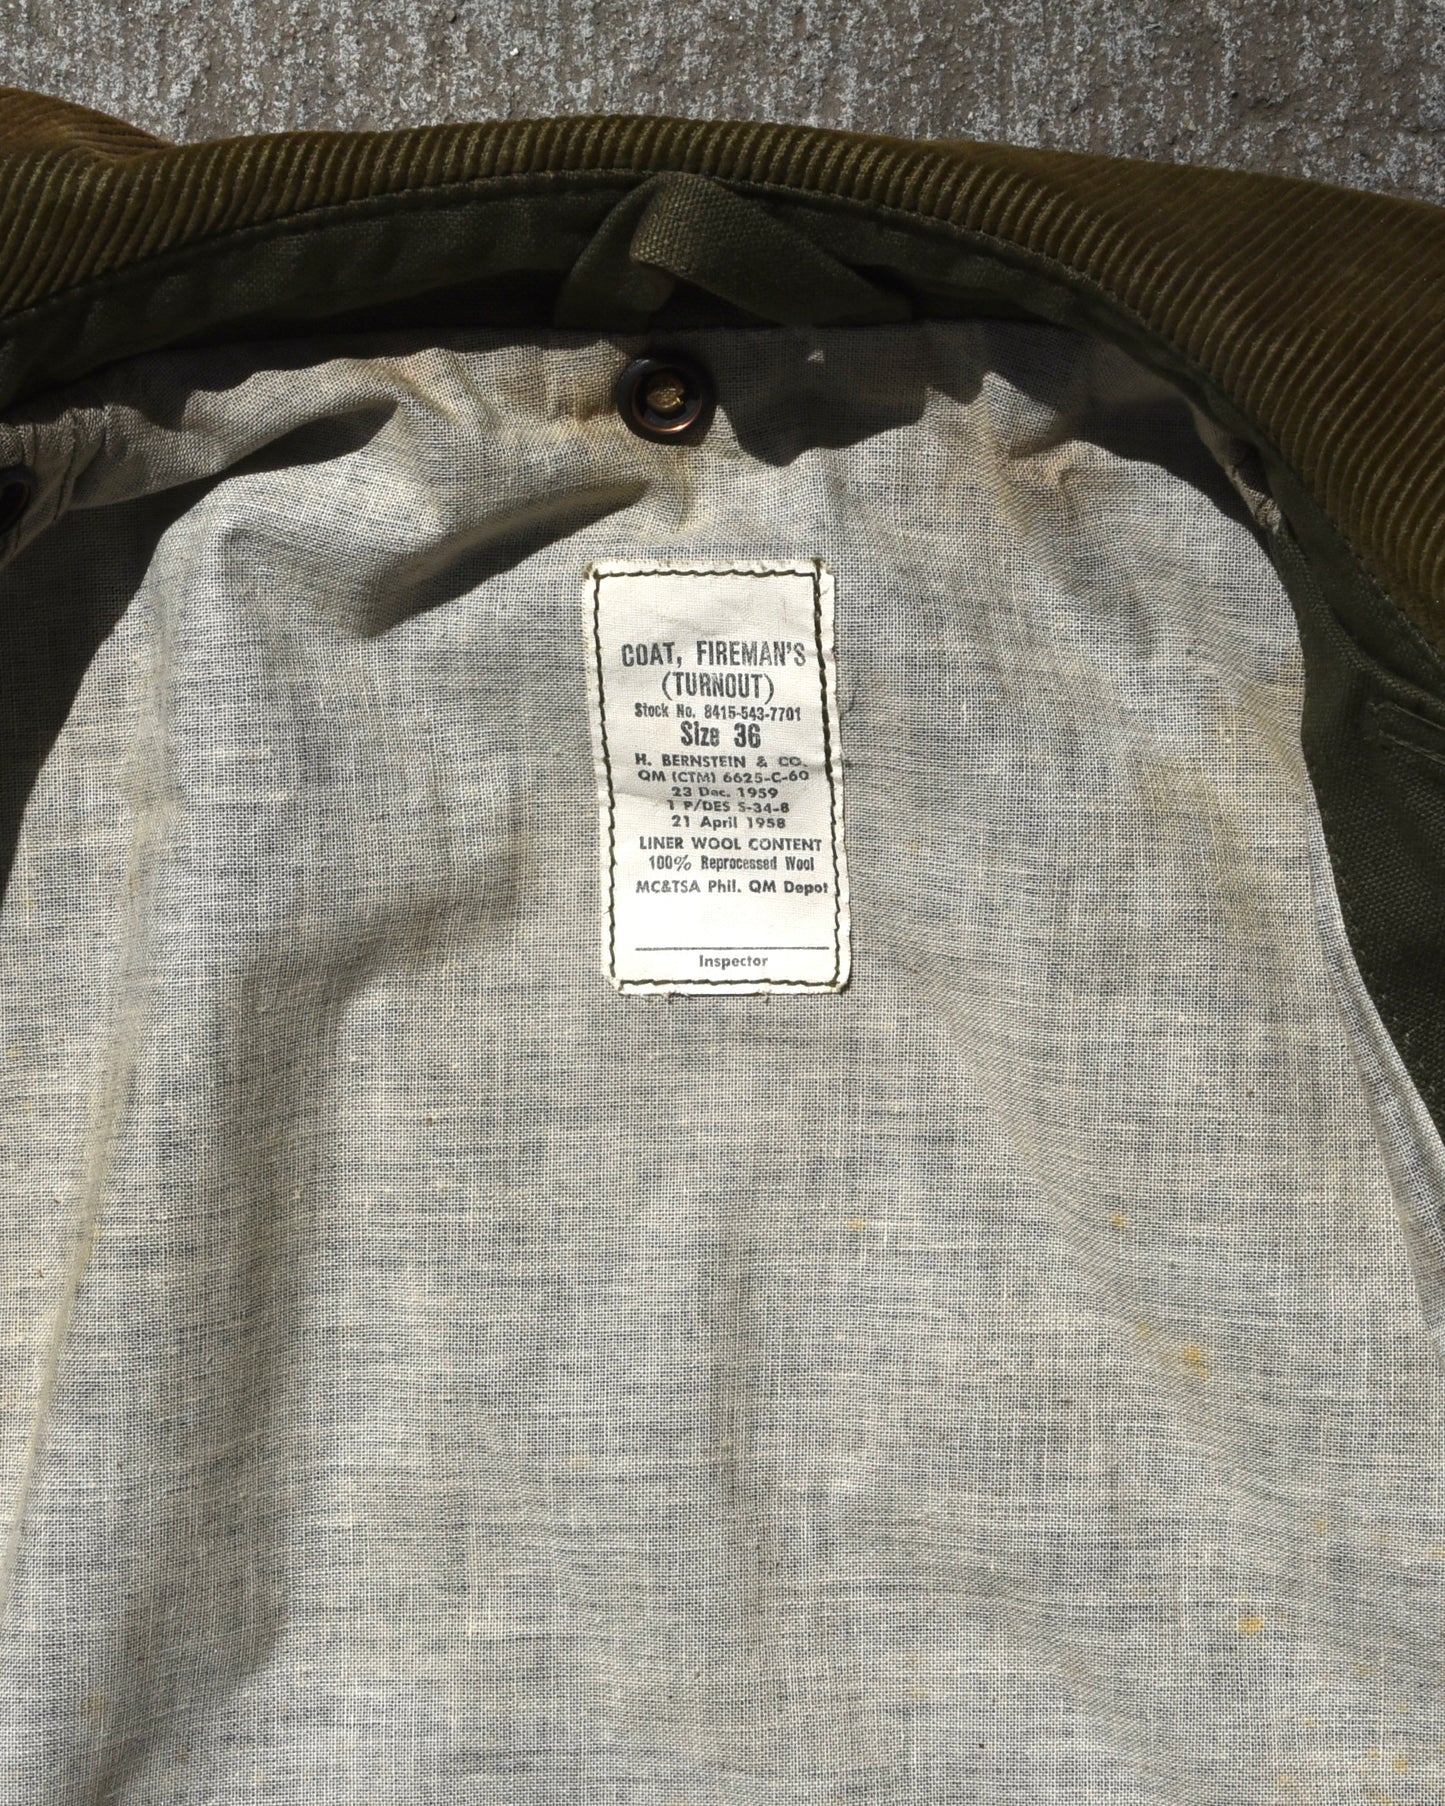 COAT, FIREMAN'S
(TURNOUT)
Stock No. 8415-543-7701
Size 36
H. BERNSTEIN & CO.
QM (CTM) 6625-C-60
23 Dec. 1959
1 P/DES S-34-8
21 April 1958
LINER WOOL CONTENT
100% Reprocessed Wool
MC&TSA Phil. QM Depot
Inspector